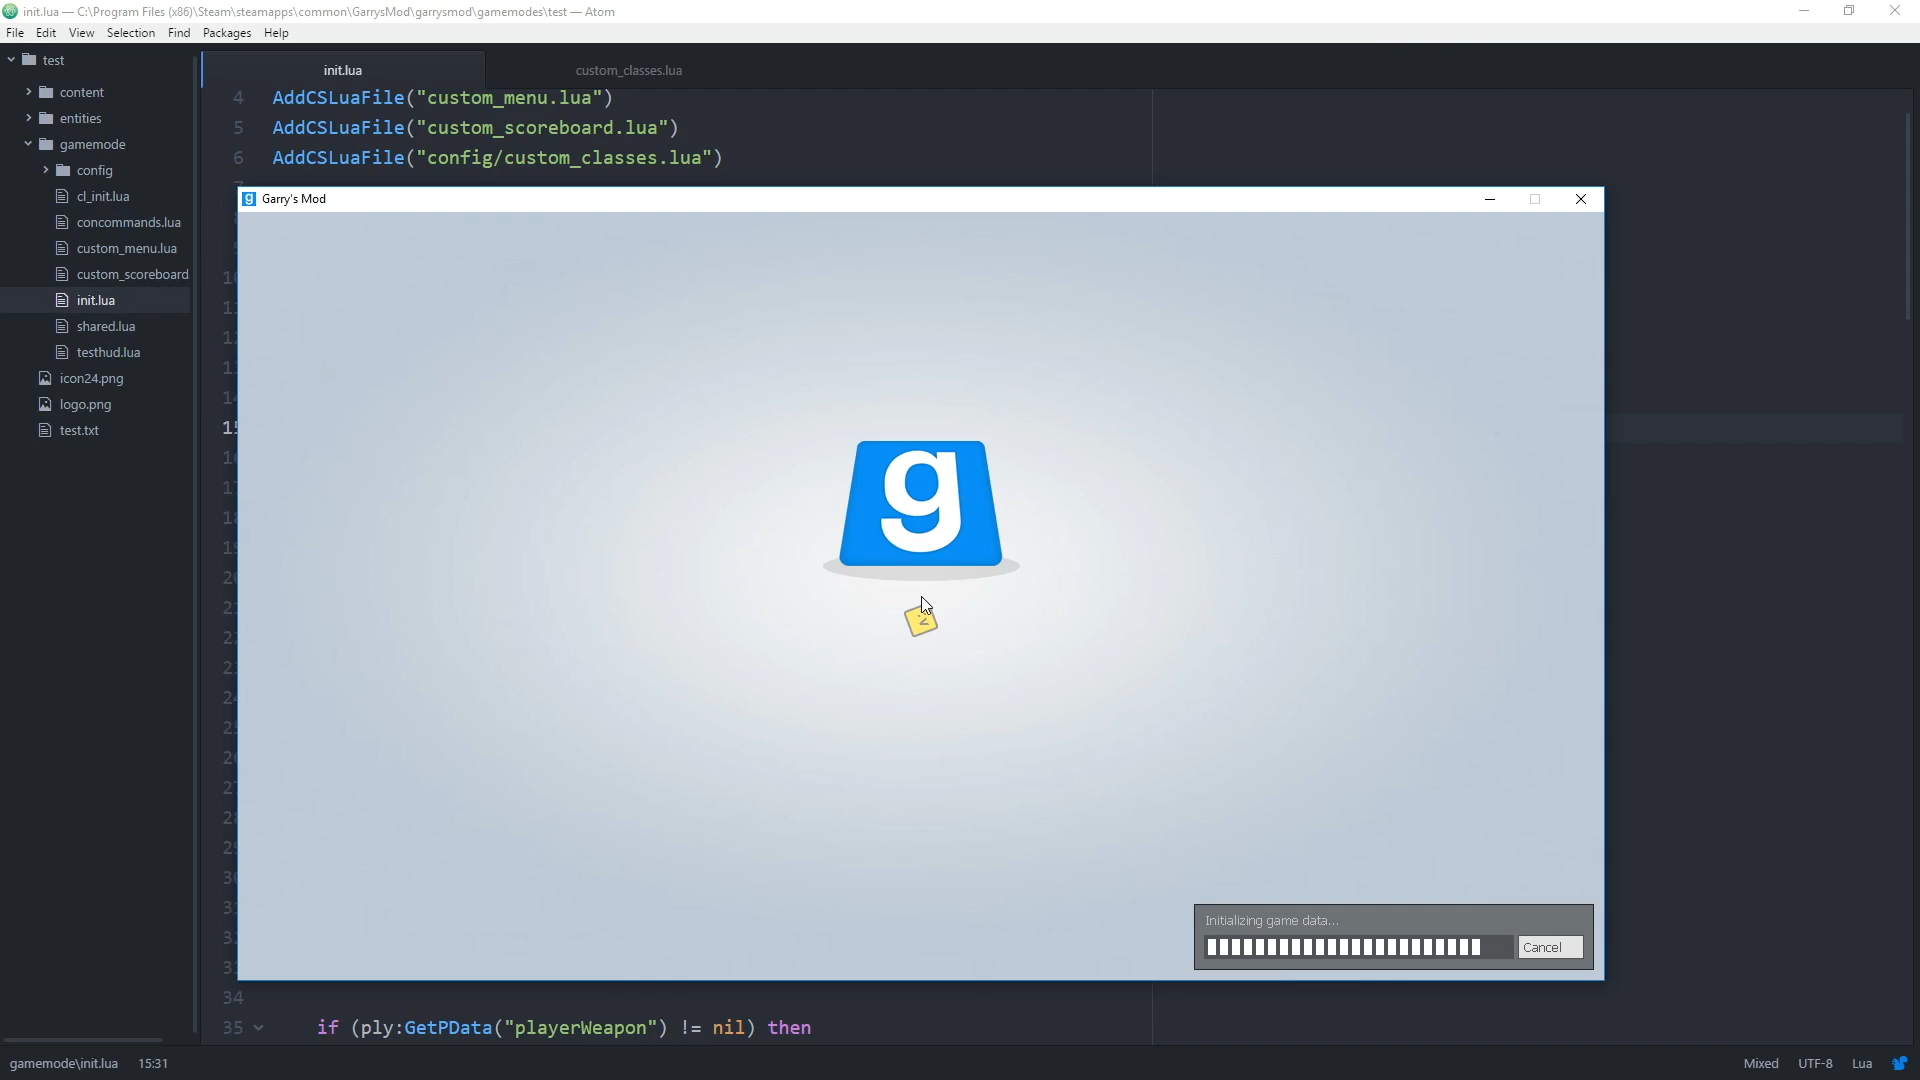 init.lua — C:\Program Files (x86)\Steam\steamapps\common\GarrysMod\garrysmod\gamemodes\test — Atom
File Edit View Selection Find Packages Help
test
content
entities
gamemode
config
cl_init.lua
concommands.lua
custom_menu.lua
custom_scoreboard
init.lua
shared.lua
testhud.lua
icon24.png
logo.png
test.txt
init.lua custom_classes.lua
4 AddCSLuaFile("custom_menu.lua")
5 AddCSLuaFile("custom_scoreboard.lua")
6 AddCSLuaFile("config/custom_classes.lua")
g Garry's Mod
g
Initializing game data...
Cancel
34
35 if (ply:GetPData("playerWeapon") != nil) then
gamemode\init.lua 15:31 Mixed UTF-8 Lua